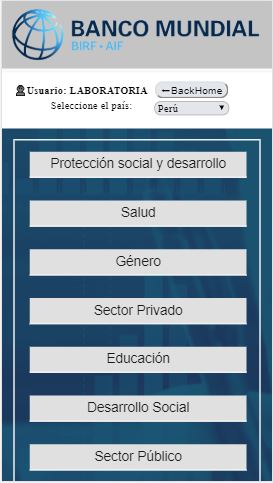 BANCO MUNDIAL
BIRF • AIF
Usuario: LABORATORIA ←BackHome
Seleccione el país: Perú
Protección social y desarrollo
Salud
Género
Sector Privado
Educación
Desarrollo Social
Sector Público